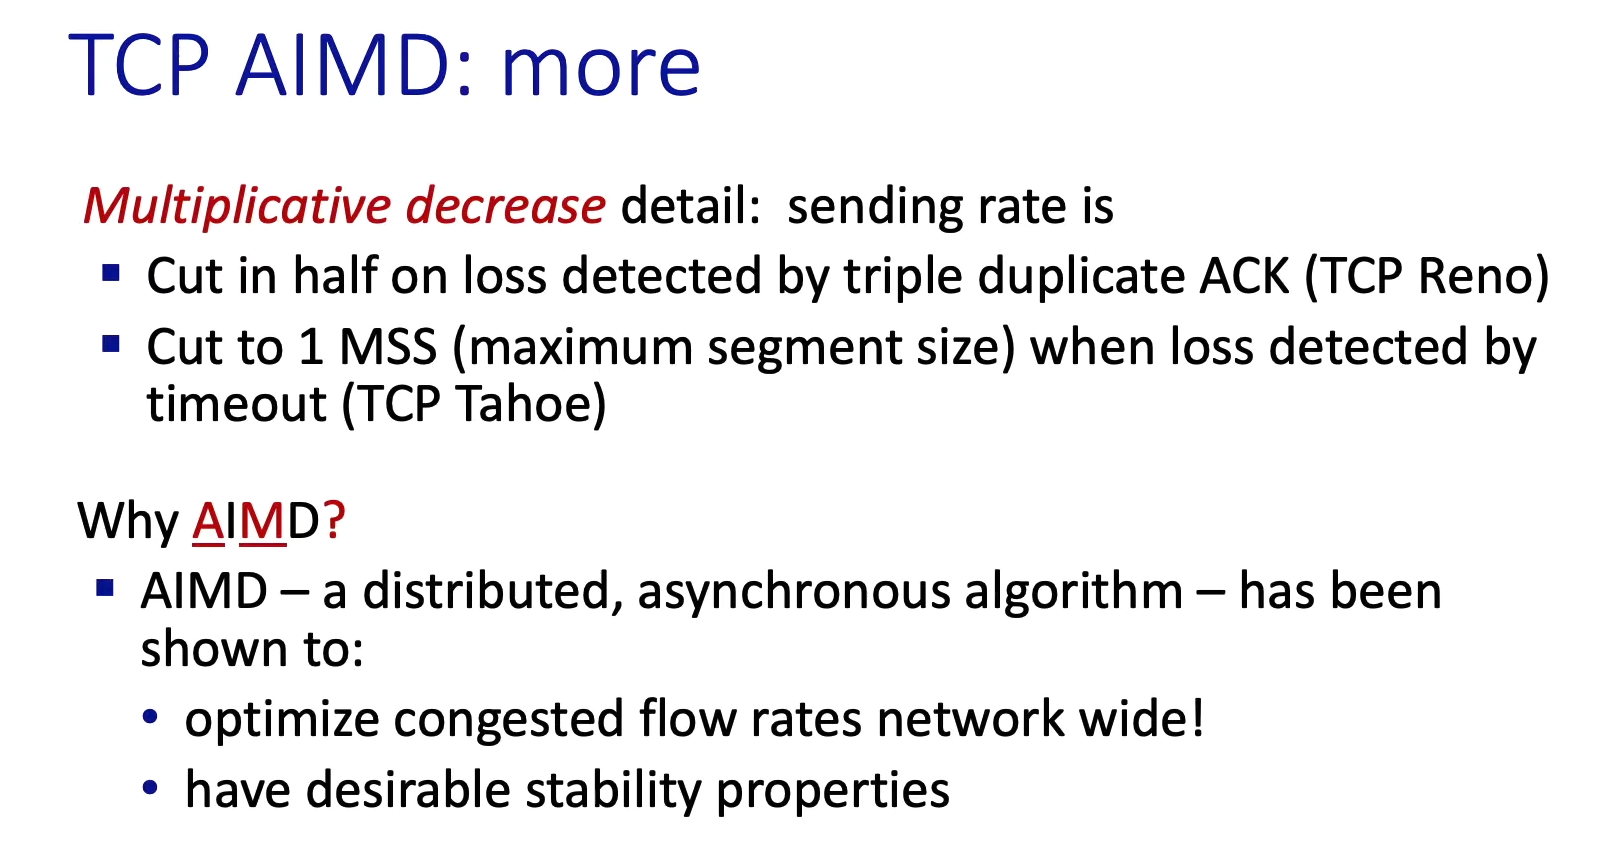 TCP AIMD: more
Multiplicative decrease detail: sending rate is
▪ Cut in half on loss detected by triple duplicate ACK (TCP Reno)
▪ Cut to 1 MSS (maximum segment size) when loss detected by
timeout (TCP Tahoe)
Why AIMD?
▪ AIMD – a distributed, asynchronous algorithm – has been
shown to:
• optimize congested flow rates network wide!
• have desirable stability properties